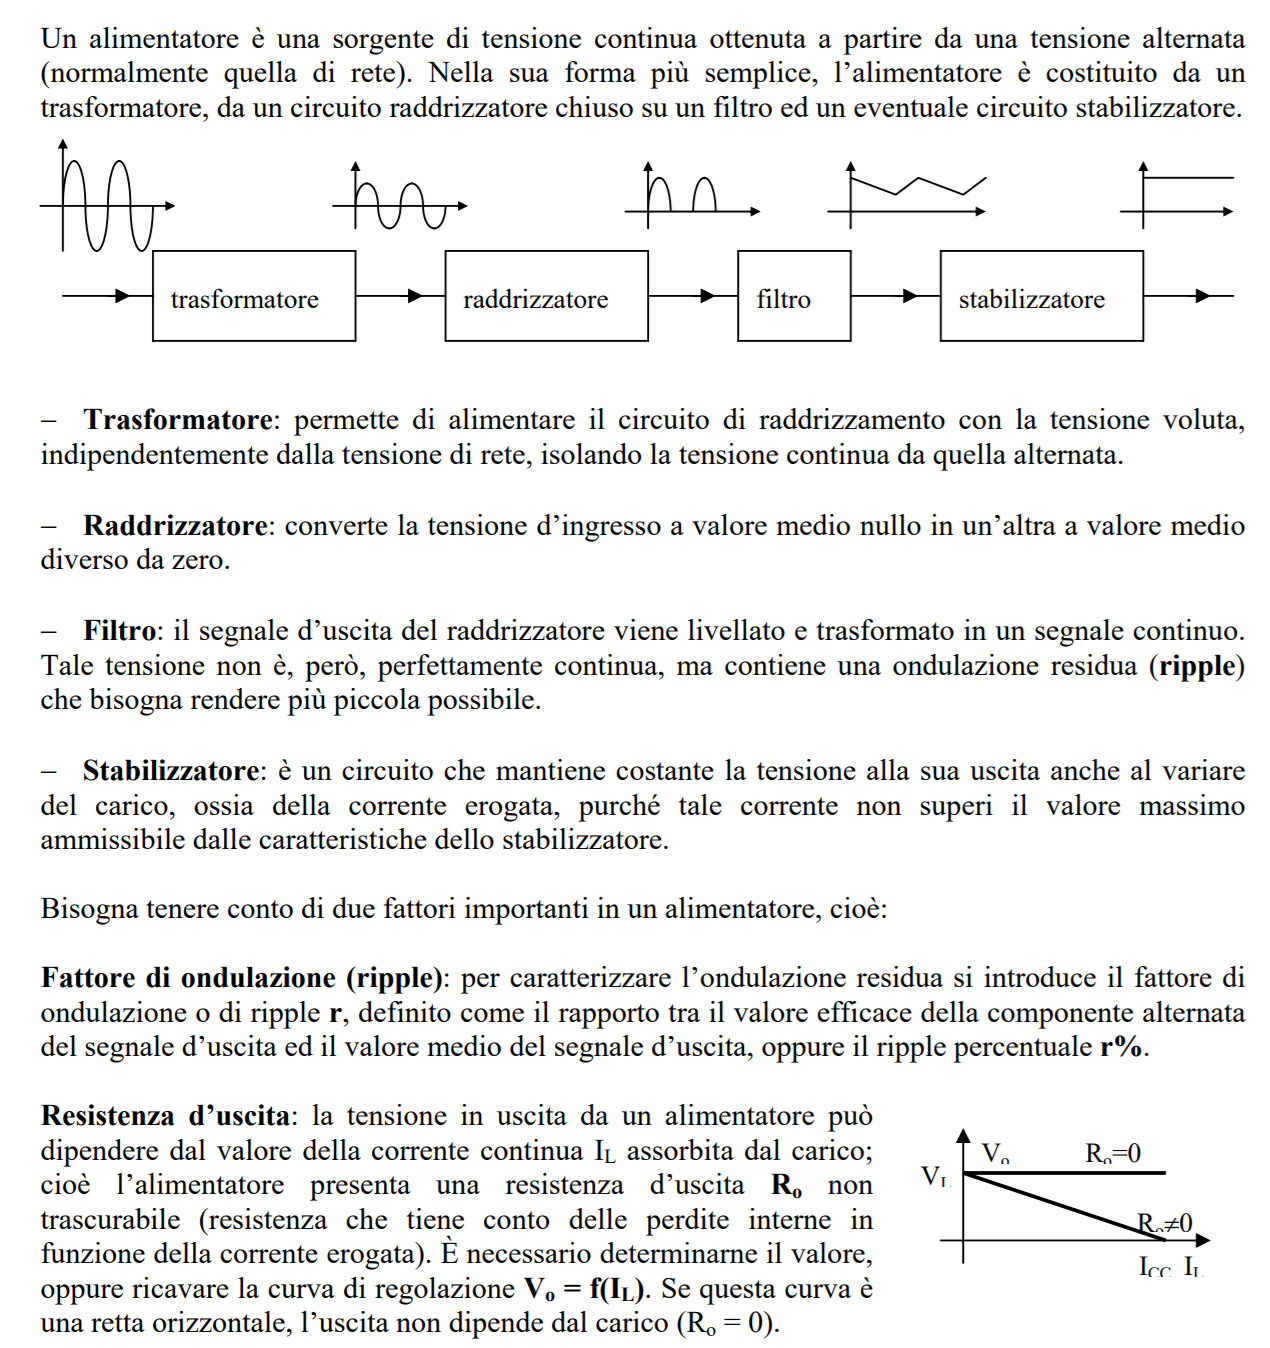 Un alimentatore è una sorgente di tensione continua ottenuta a partire da una tensione alternata
(normalmente quella di rete). Nella sua forma più semplice, l’alimentatore è costituito da un
trasformatore, da un circuito raddrizzatore chiuso su un filtro ed un eventuale circuito stabilizzatore.
trasformatore
raddrizzatore
filtro
stabilizzatore
– Trasformatore: permette di alimentare il circuito di raddrizzamento con la tensione voluta,
indipendentemente dalla tensione di rete, isolando la tensione continua da quella alternata.
– Raddrizzatore: converte la tensione d’ingresso a valore medio nullo in un’altra a valore medio
diverso da zero.
– Filtro: il segnale d’uscita del raddrizzatore viene livellato e trasformato in un segnale continuo.
Tale tensione non è, però, perfettamente continua, ma contiene una ondulazione residua (ripple)
che bisogna rendere più piccola possibile.
– Stabilizzatore: è un circuito che mantiene costante la tensione alla sua uscita anche al variare
del carico, ossia della corrente erogata, purché tale corrente non superi il valore massimo
ammissibile dalle caratteristiche dello stabilizzatore.
Bisogna tenere conto di due fattori importanti in un alimentatore, cioè:
Fattore di ondulazione (ripple): per caratterizzare l’ondulazione residua si introduce il fattore di
ondulazione o di ripple r, definito come il rapporto tra il valore efficace della componente alternata
del segnale d’uscita ed il valore medio del segnale d’uscita, oppure il ripple percentuale r%.
Resistenza d’uscita: la tensione in uscita da un alimentatore può
dipendere dal valore della corrente continua IL assorbita dal carico;
cioè l’alimentatore presenta una resistenza d’uscita Ro non
trascurabile (resistenza che tiene conto delle perdite interne in
funzione della corrente erogata). È necessario determinarne il valore,
oppure ricavare la curva di regolazione Vo = f(IL). Se questa curva è
una retta orizzontale, l’uscita non dipende dal carico (Ro = 0).
Vo
Ro=0
VL
Ro≠0
ICC IL